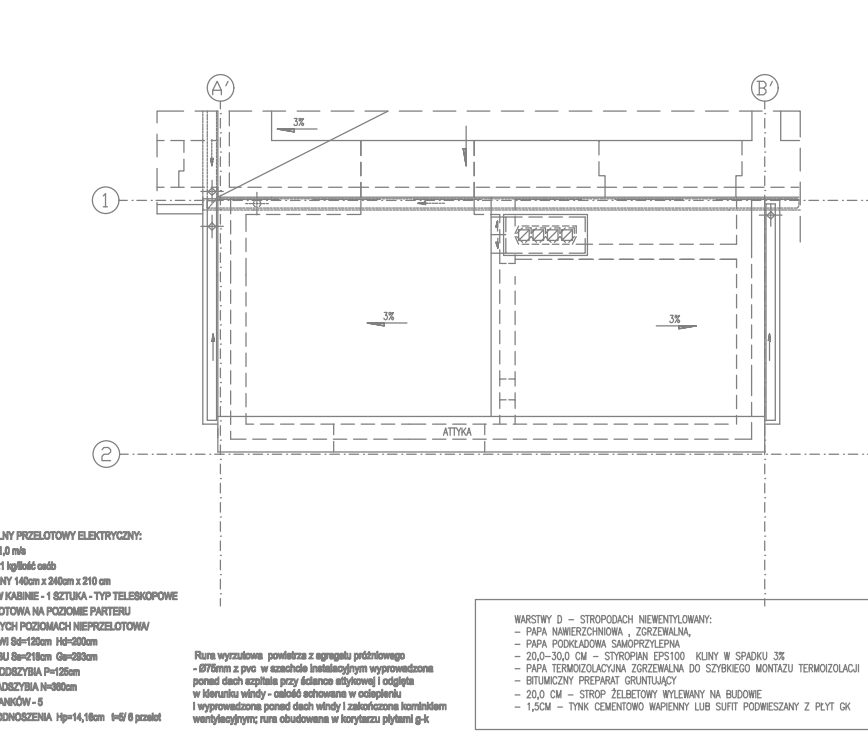 A' B'
3%
1
3% 3%
ATTYKA
2
LNY PRZELOTOWY ELEKTRYCZNY:
1,0 m/s
1 kg/ilość osób
NY 140cm x 240cm x 210 cm
W KABINIE - 1 SZTUKA - TYP TELESKOPOWE
OTOWA NA POZIOMIE PARTERU
YCH POZIOMACH NIEPRZELOTOWA/
WI Sd=120cm Hd=200cm
BU Ss=218cm Gs=293cm
ODSZYBIA P=125cm
ADSZYBIA N=360cm
ANKÓW - 5
ODNOSZENIA Hp=14,16cm t=5/ 6 przelot
Rura wyrzutowa powietrza z agregatu próżniowego
- Ø75mm z pvc w szachcie instalacyjnym wyprowadzona
ponad dach szpitala przy ściance attykowej i odgięta
w kierunku windy - całość schowana w ociepleniu
i wyprowadzona ponad dach windy i zakończona kominkiem
wentylacyjnym; rura obudowana w korytarzu płytami g-k
WARSTWY D – STROPODACH NIEWENTYLOWANY:
– PAPA NAWIERZCHNIOWA , ZGRZEWALNA,
– PAPA PODKŁADOWA SAMOPRZYLEPNA
– 20,0–30,0 CM – STYROPIAN EPS100 KLINY W SPADKU 3%
– PAPA TERMOIZOLACYJNA ZGRZEWALNA DO SZYBKIEGO MONTAŻU TERMOIZOLACJI
– BITUMICZNY PREPARAT GRUNTUJĄCY
– 20,0 CM – STROP ŻELBETOWY WYLEWANY NA BUDOWIE
– 1,5CM – TYNK CEMENTOWO WAPIENNY LUB SUFIT PODWIESZANY Z PŁYT GK